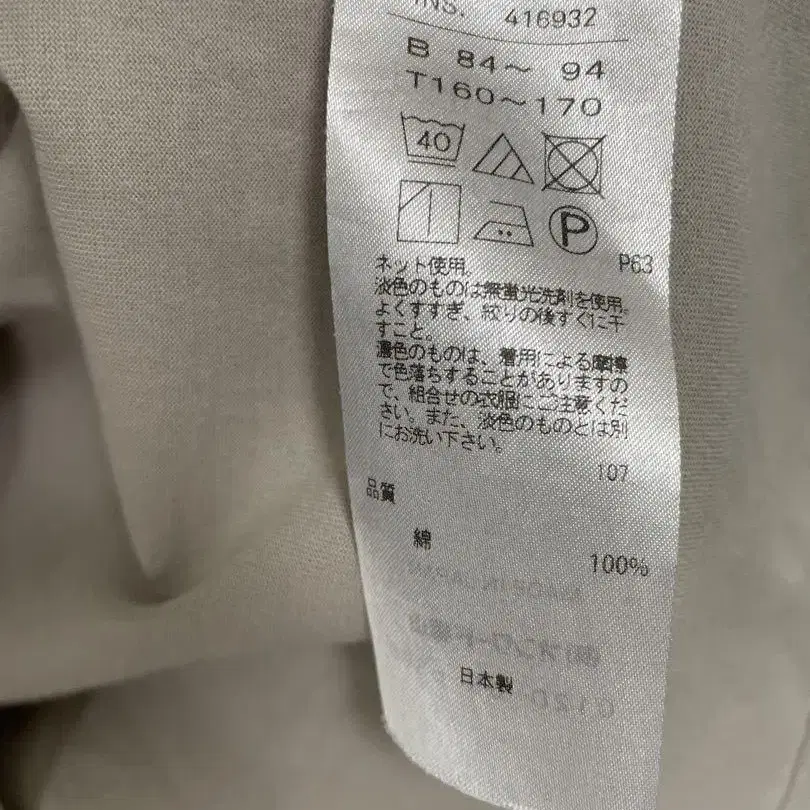 INS. 416932
B 84〜 94
T160〜170
40
P
P63
ネット使用。
淡色のものは無蛍光洗剤を使用。
よくすすぎ、絞りの後すぐに干
すこと。
濃色のものは、着用による摩擦
で色落ちすることがありますの
で、組合せの衣服にご注意くだ
さい。また、淡色のものとは別
にお洗い下さい。
107
品質
綿 100%
MADE IN JAPAN
日本製
0120